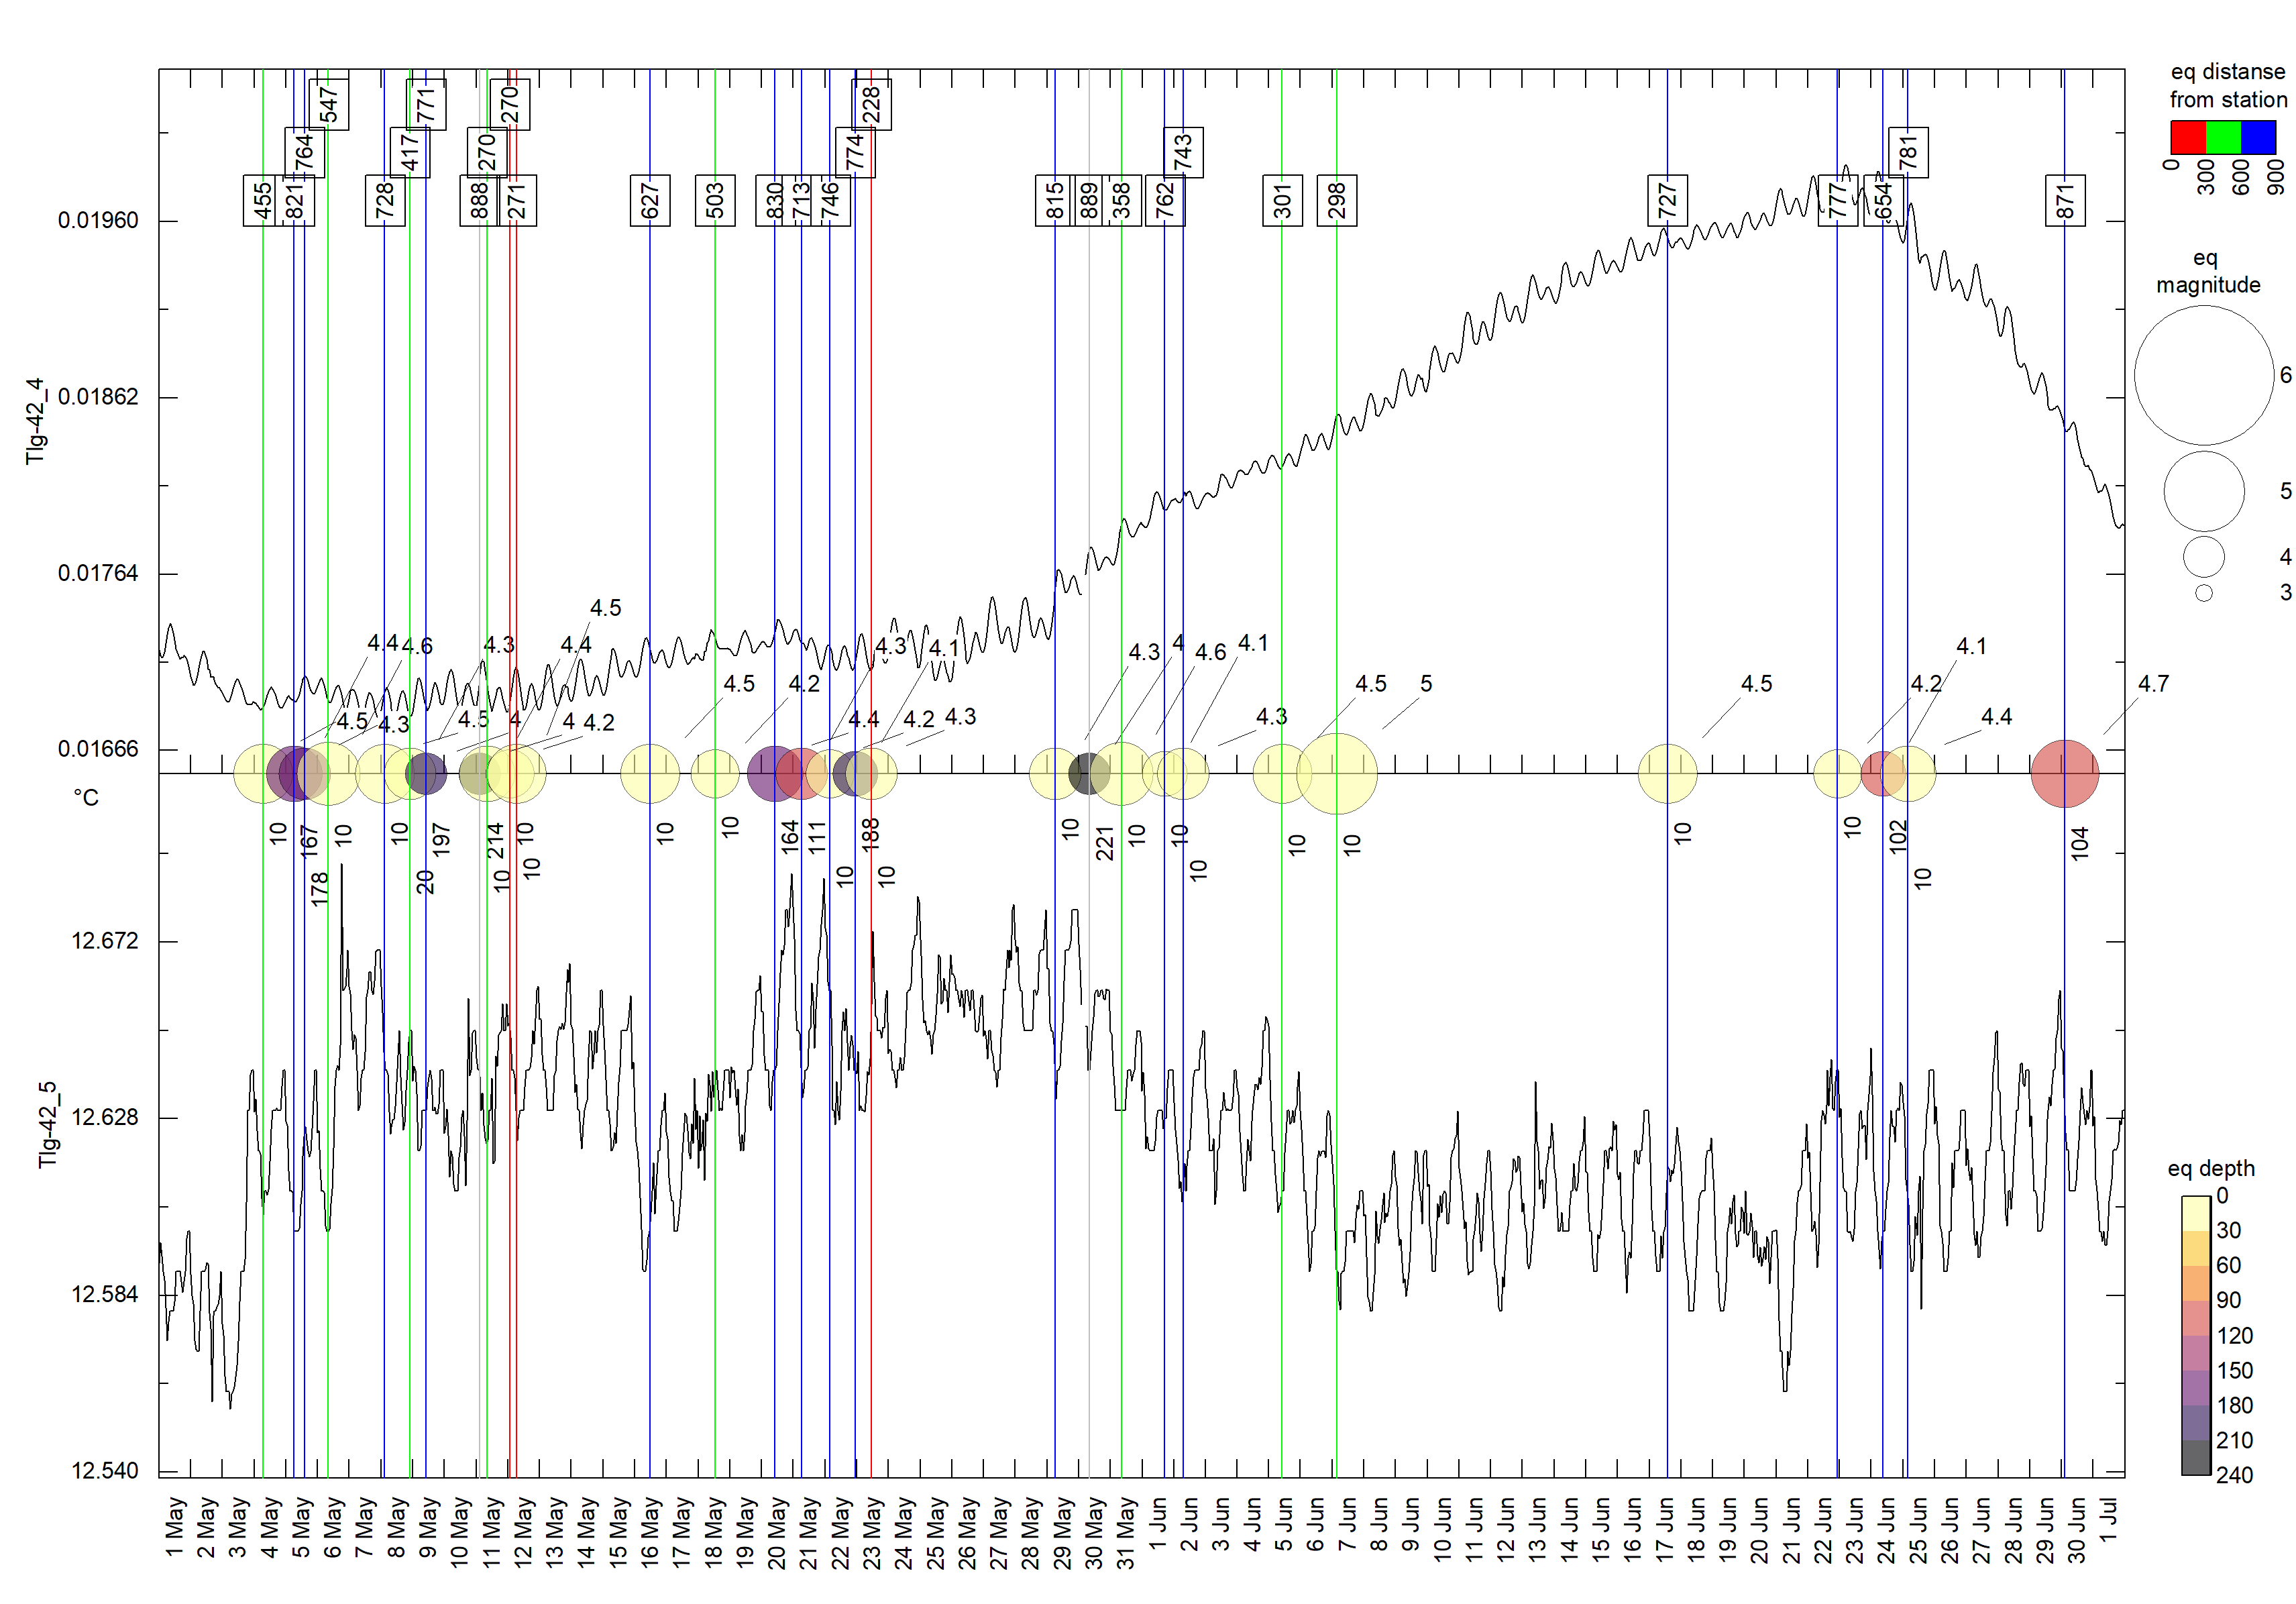 547
771
270
228
764
417
270
774
743
781
455
821
728
888
271
627
503
830
713
746
815
889
358
762
301
298
727
777
654
871
eq distanse
from station
0
300
600
900
eq
magnitude
6
5
4
3
Tlg-42_4
0.01960
0.01862
0.01764
0.01666
°C
4.5
4.4
4.6
4.3
4.4
4.3
4.1
4.3
4
4.6
4.1
4.1
4.5
4.2
4.5
5
4.5
4.2
4.7
4.5
4.3
4.5
4
4
4.2
4.4
4.2
4.3
4.3
4.4
10
167
10
10
197
214
10
10
10
164
111
188
10
221
10
10
10
10
10
10
102
104
178
20
10
10
10
10
10
10
Tlg-42_5
12.672
12.628
12.584
12.540
eq depth
0
30
60
90
120
150
180
210
240
1 May
2 May
3 May
4 May
5 May
6 May
7 May
8 May
9 May
10 May
11 May
12 May
13 May
14 May
15 May
16 May
17 May
18 May
19 May
20 May
21 May
22 May
23 May
24 May
25 May
26 May
27 May
28 May
29 May
30 May
31 May
1 Jun
2 Jun
3 Jun
4 Jun
5 Jun
6 Jun
7 Jun
8 Jun
9 Jun
10 Jun
11 Jun
12 Jun
13 Jun
14 Jun
15 Jun
16 Jun
17 Jun
18 Jun
19 Jun
20 Jun
21 Jun
22 Jun
23 Jun
24 Jun
25 Jun
26 Jun
27 Jun
28 Jun
29 Jun
30 Jun
1 Jul